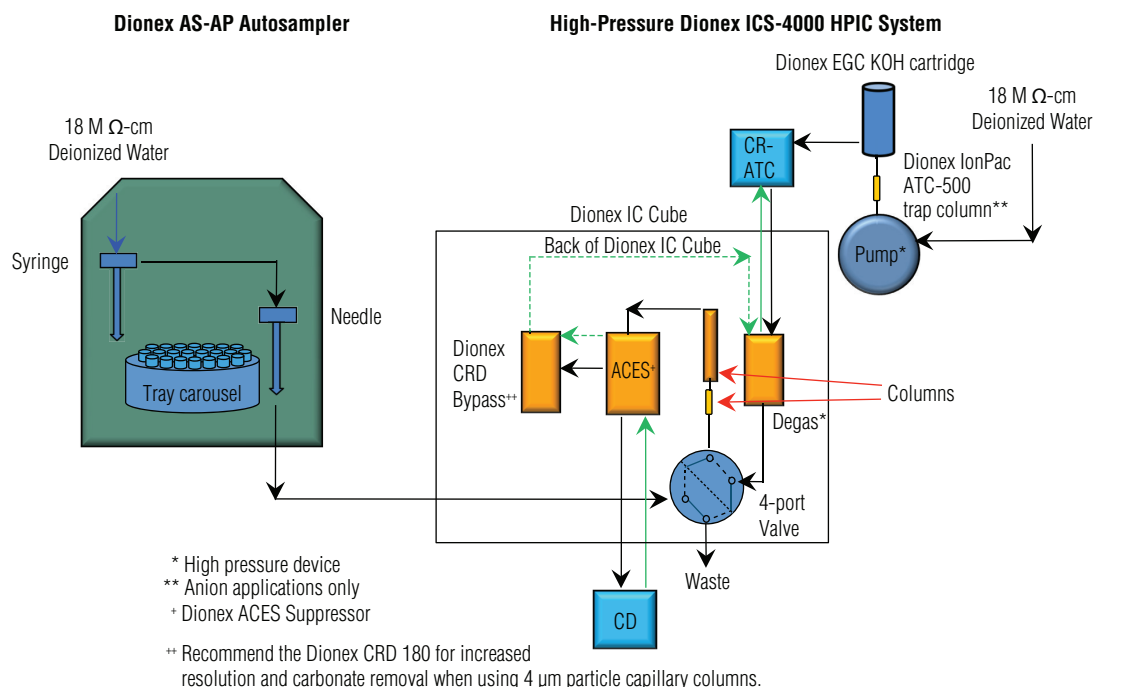 Dionex AS-AP Autosampler
High-Pressure Dionex ICS-4000 HPIC System
Dionex EGC KOH cartridge
18 M Ω-cm
Deionized Water
18 M Ω-cm
Deionized Water
CR-
ATC
Dionex IonPac
ATC-500
trap column**
Dionex IC Cube
Back of Dionex IC Cube
Pump*
Syringe
Needle
Tray carousel
Dionex
CRD
Bypass⁺⁺
ACES⁺
Columns
Degas*
4-port
Valve
Waste
CD
* High pressure device
** Anion applications only
⁺ Dionex ACES Suppressor
⁺⁺ Recommend the Dionex CRD 180 for increased
resolution and carbonate removal when using 4 μm particle capillary columns.